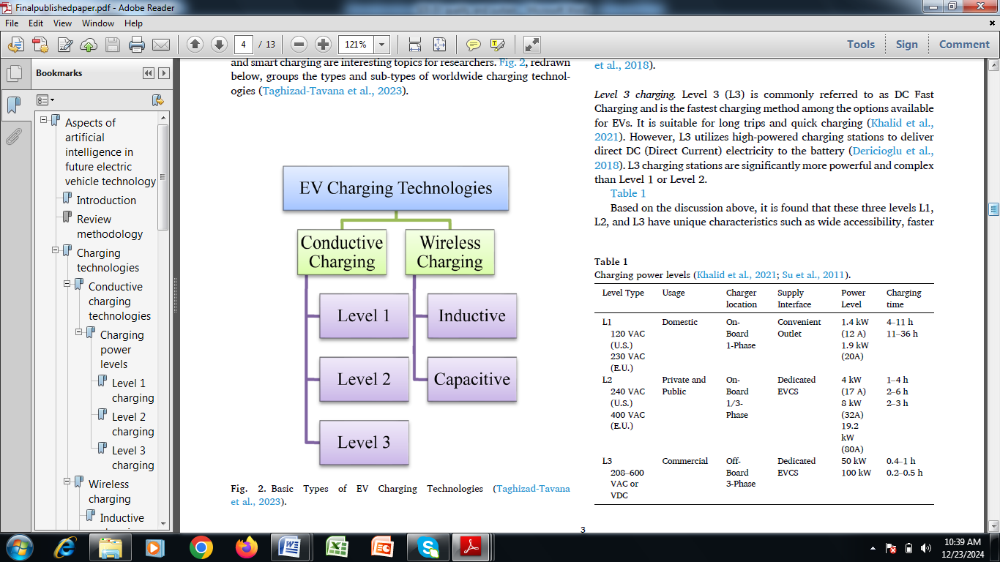 Finalpublishedpaper.pdf - Adobe Reader
File Edit View Window Help
4 / 13 121% Tools Sign Comment
Bookmarks
Aspects of
artificial
intelligence in
future electric
vehicle technology
Introduction
Review
methodology
Charging
technologies
Conductive
charging
technologies
Charging
power
levels
Level 1
charging
Level 2
charging
Level 3
charging
Wireless
charging
Inductive
and smart charging are interesting topics for researchers. Fig. 2, redrawn
below, groups the types and sub-types of worldwide charging technol-
ogies (Taghizad-Tavana et al., 2023).
EV Charging Technologies
Conductive
Charging
Wireless
Charging
Level 1
Inductive
Level 2
Capacitive
Level 3
Fig. 2. Basic Types of EV Charging Technologies (Taghizad-Tavana
et al., 2023).
et al., 2018).
Level 3 charging. Level 3 (L3) is commonly referred to as DC Fast
Charging and is the fastest charging method among the options available
for EVs. It is suitable for long trips and quick charging (Khalid et al.,
2021). However, L3 utilizes high-powered charging stations to deliver
direct DC (Direct Current) electricity to the battery (Dericioglu et al.,
2018). L3 charging stations are significantly more powerful and complex
than Level 1 or Level 2.
Table 1
Based on the discussion above, it is found that these three levels L1,
L2, and L3 have unique characteristics such as wide accessibility, faster
Table 1
Charging power levels (Khalid et al., 2021; Su et al., 2011).
Level Type Usage Charger Supply Power Charging
location Interface Level time
L1 Domestic On- Convenient 1.4 kW 4–11 h
120 VAC Board Outlet (12 A) 11–36 h
(U.S.) 1-Phase 1.9 kW
230 VAC (20A)
(E.U.)
L2 Private and On- Dedicated 4 kW 1–4 h
240 VAC Public Board EVCS (17 A) 2–6 h
(U.S.) 1/3- 8 kW 2–3 h
400 VAC Phase (32A)
(E.U.) 19.2
kW
(80A)
L3 Commercial Off- Dedicated 50 kW 0.4–1 h
208–600 Board EVCS 100 kW 0.2–0.5 h
VAC or 3-Phase
VDC
3
10:39 AM
12/23/2024